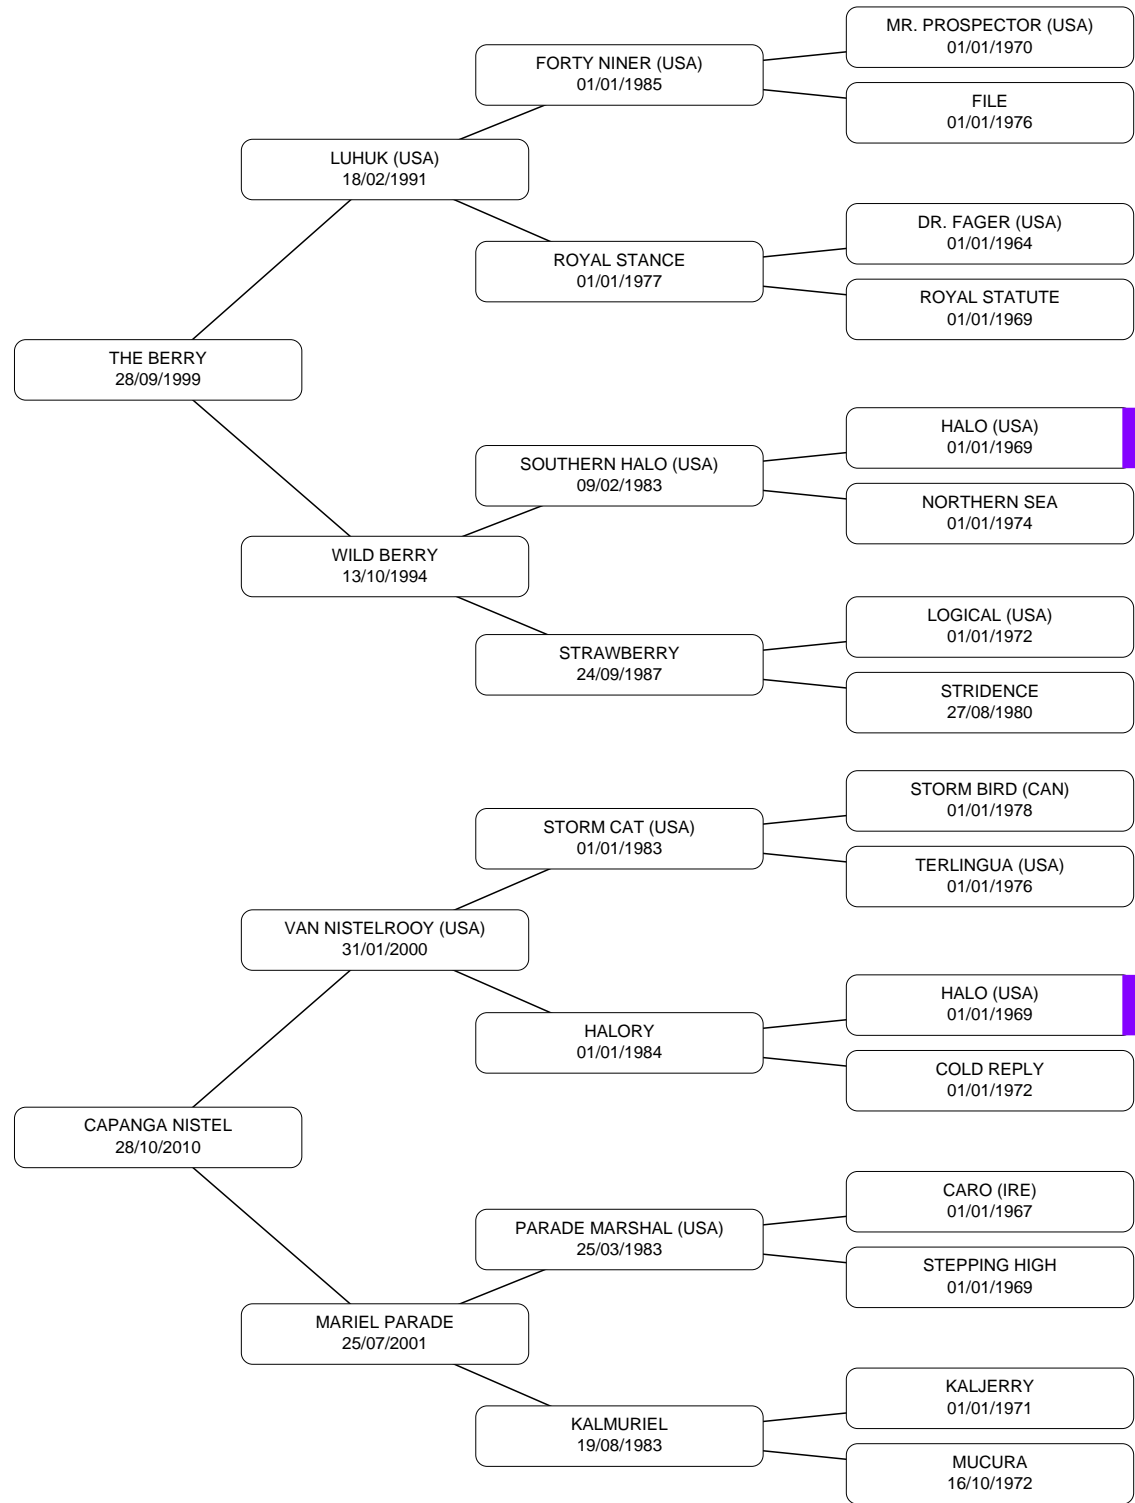 MR. PROSPECTOR (USA)
01/01/1970
FORTY NINER (USA)
01/01/1985
FILE
01/01/1976
LUHUK (USA)
18/02/1991
DR. FAGER (USA)
01/01/1964
ROYAL STANCE
01/01/1977
ROYAL STATUTE
01/01/1969
THE BERRY
28/09/1999
HALO (USA)
01/01/1969
SOUTHERN HALO (USA)
09/02/1983
NORTHERN SEA
01/01/1974
WILD BERRY
13/10/1994
LOGICAL (USA)
01/01/1972
STRAWBERRY
24/09/1987
STRIDENCE
27/08/1980
STORM BIRD (CAN)
01/01/1978
STORM CAT (USA)
01/01/1983
TERLINGUA (USA)
01/01/1976
VAN NISTELROOY (USA)
31/01/2000
HALO (USA)
01/01/1969
HALORY
01/01/1984
COLD REPLY
01/01/1972
CAPANGA NISTEL
28/10/2010
CARO (IRE)
01/01/1967
PARADE MARSHAL (USA)
25/03/1983
STEPPING HIGH
01/01/1969
MARIEL PARADE
25/07/2001
KALJERRY
01/01/1971
KALMURIEL
19/08/1983
MUCURA
16/10/1972